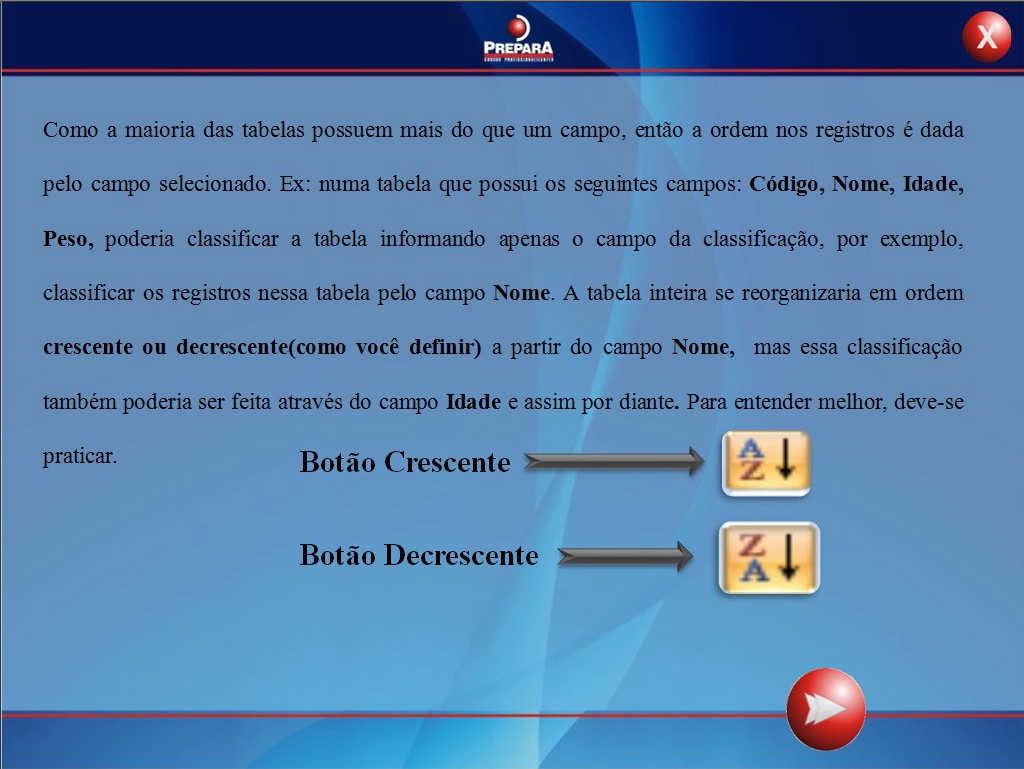 PREPARA
CURSOS PROFISSIONALIZANTES
X
Como a maioria das tabelas possuem mais do que um campo, então a ordem nos registros é dada
pelo campo selecionado. Ex: numa tabela que possui os seguintes campos: Código, Nome, Idade,
Peso, poderia classificar a tabela informando apenas o campo da classificação, por exemplo,
classificar os registros nessa tabela pelo campo Nome. A tabela inteira se reorganizaria em ordem
crescente ou decrescente(como você definir) a partir do campo Nome, mas essa classificação
também poderia ser feita através do campo Idade e assim por diante. Para entender melhor, deve-se
praticar.
Botão Crescente
A
Z
Botão Decrescente
Z
A